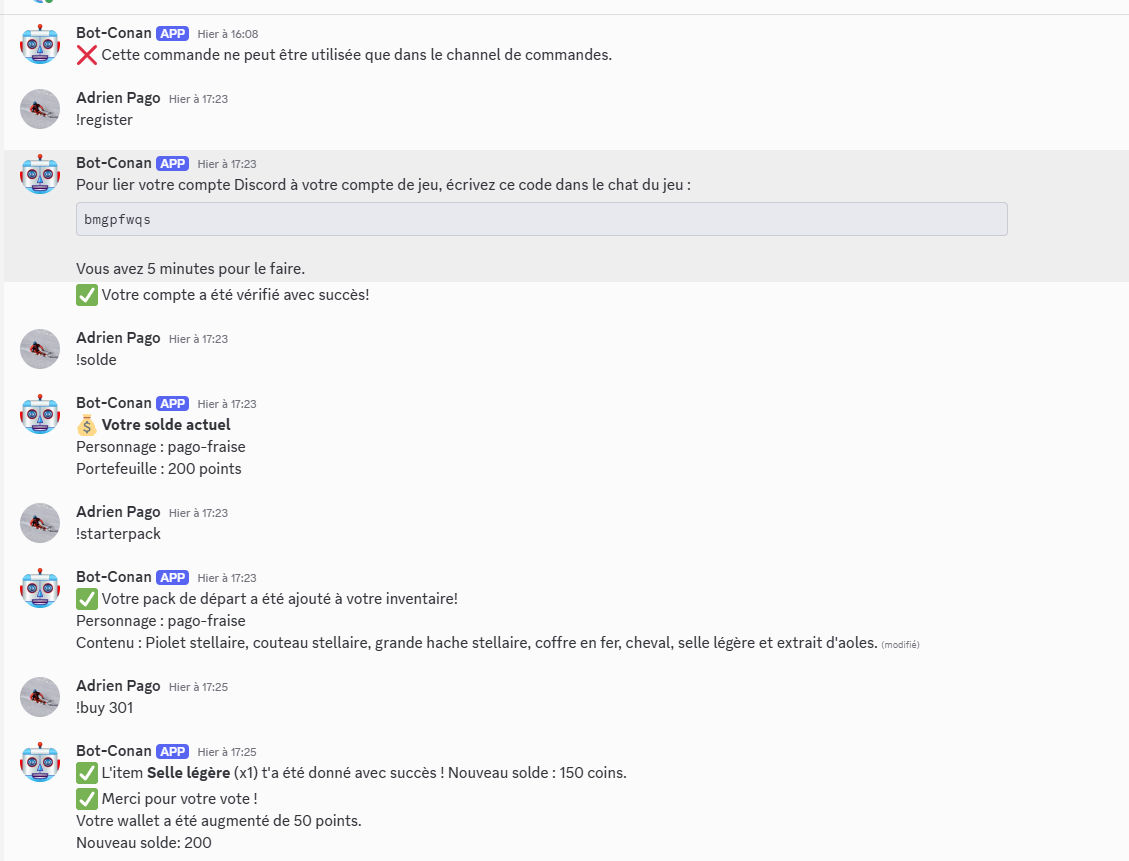 Bot-Conan APP Hier à 16:08
❌ Cette commande ne peut être utilisée que dans le channel de commandes.
Adrien Pago Hier à 17:23
!register
Bot-Conan APP Hier à 17:23
Pour lier votre compte Discord à votre compte de jeu, écrivez ce code dans le chat du jeu :
bmgpfwqs
Vous avez 5 minutes pour le faire.
✅ Votre compte a été vérifié avec succès!
Adrien Pago Hier à 17:23
!solde
Bot-Conan APP Hier à 17:23
💰 Votre solde actuel
Personnage : pago-fraise
Portefeuille : 200 points
Adrien Pago Hier à 17:23
!starterpack
Bot-Conan APP Hier à 17:23
✅ Votre pack de départ a été ajouté à votre inventaire!
Personnage : pago-fraise
Contenu : Piolet stellaire, couteau stellaire, grande hache stellaire, coffre en fer, cheval, selle légère et extrait d'aoles. (modifié)
Adrien Pago Hier à 17:25
!buy 301
Bot-Conan APP Hier à 17:25
✅ L'item Selle légère (x1) t'a été donné avec succès ! Nouveau solde : 150 coins.
✅ Merci pour votre vote !
Votre wallet a été augmenté de 50 points.
Nouveau solde: 200